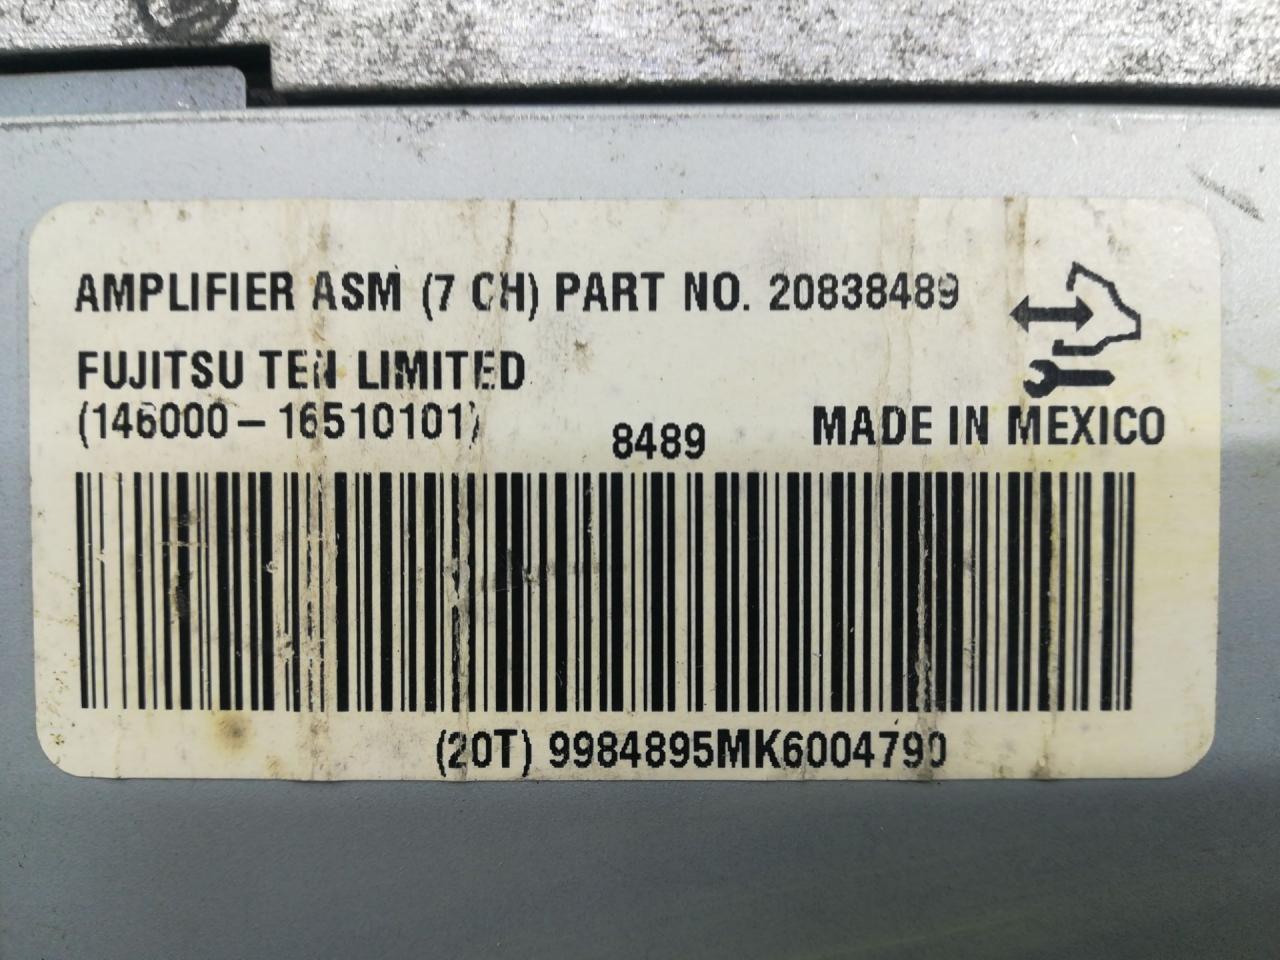 AMPLIFIER ASM (7 CH) PART NO. 20838489
FUJITSU TEN LIMITED
(146000-16510101)
8489
MADE IN MEXICO
(20T) 9984895MK6004790